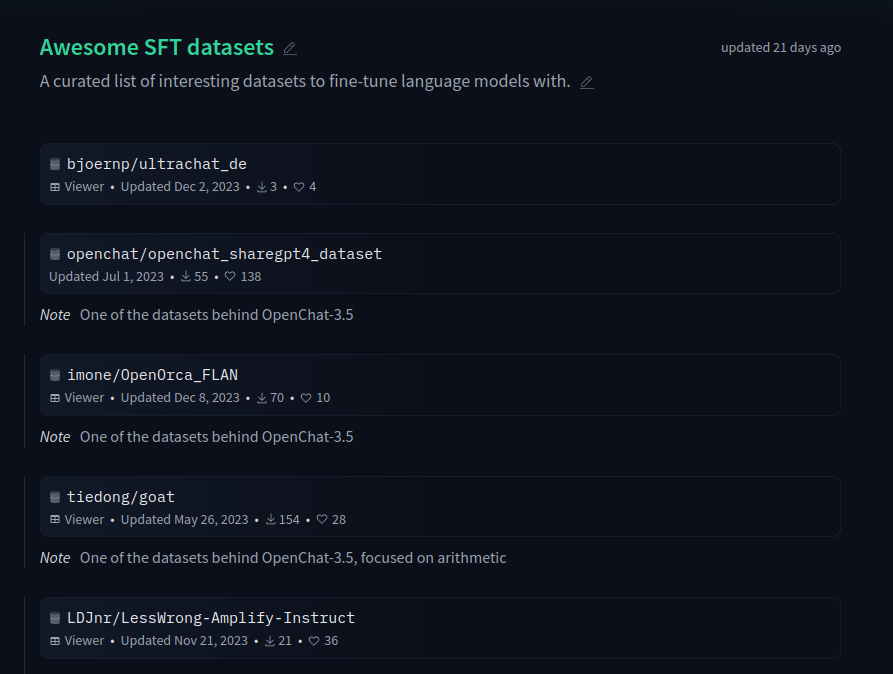 Awesome SFT datasets
updated 21 days ago
A curated list of interesting datasets to fine-tune language models with.
bjoernp/ultrachat_de
Viewer • Updated Dec 2, 2023 • 3 • 4
openchat/openchat_sharegpt4_dataset
Updated Jul 1, 2023 • 55 • 138
Note One of the datasets behind OpenChat-3.5
imone/OpenOrca_FLAN
Viewer • Updated Dec 8, 2023 • 70 • 10
Note One of the datasets behind OpenChat-3.5
tiedong/goat
Viewer • Updated May 26, 2023 • 154 • 28
Note One of the datasets behind OpenChat-3.5, focused on arithmetic
LDJnr/LessWrong-Amplify-Instruct
Viewer • Updated Nov 21, 2023 • 21 • 36